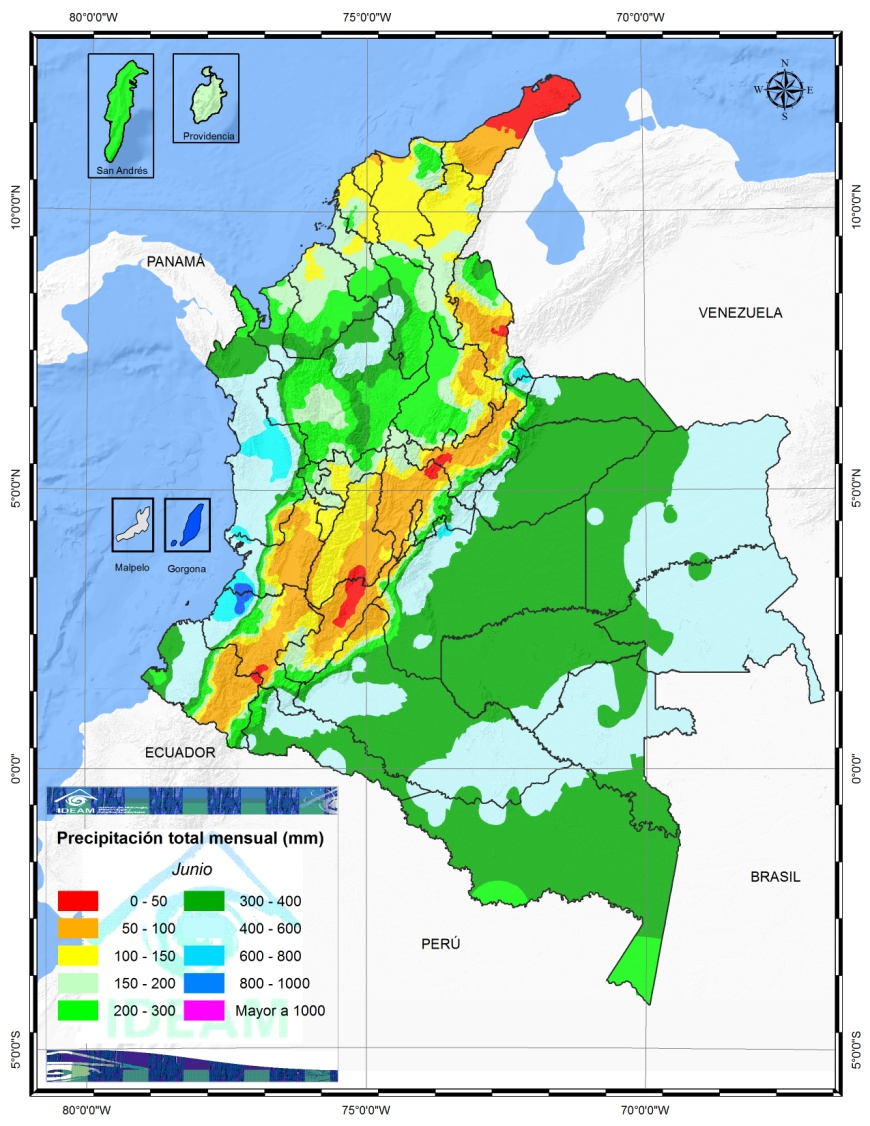 80°0'0"W 75°0'0"W 70°0'0"W
N
W E
S
San Andrés
Providencia
10°0'0"N 10°0'0"N
PANAMÁ
VENEZUELA
5°0'0"N 5°0'0"N
Malpelo Gorgona
ECUADOR
0°0'0" 0°0'0"
IDEAM
Precipitación total mensual (mm)
Junio
0 - 50 300 - 400
50 - 100 400 - 600
100 - 150 600 - 800
150 - 200 800 - 1000
200 - 300 Mayor a 1000
IDEAM
BRASIL
PERÚ
5°0'0"S 5°0'0"S
80°0'0"W 75°0'0"W 70°0'0"W